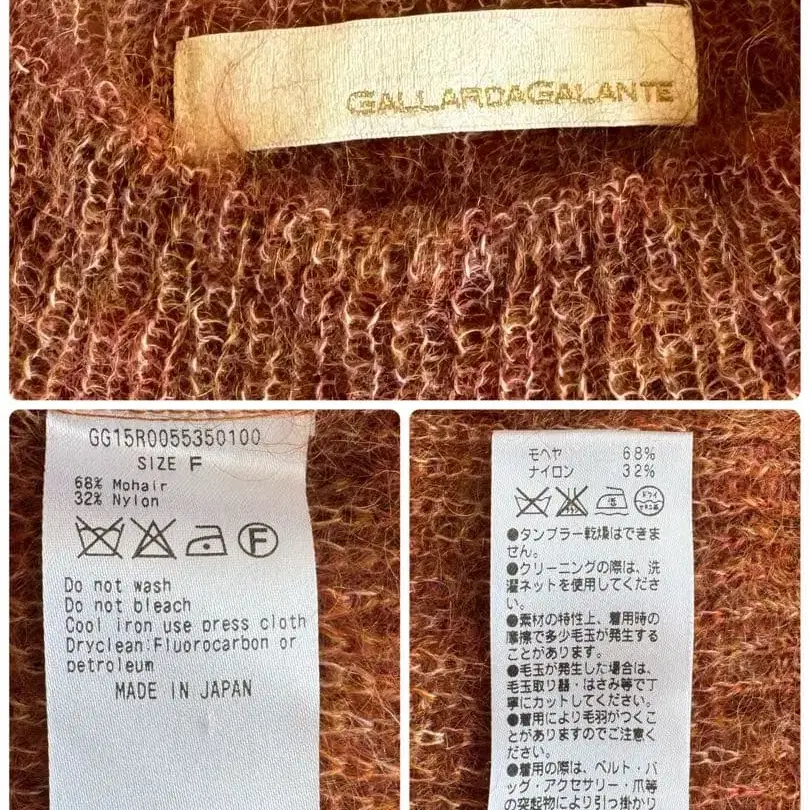 GALLARDAGALANTE
GG15R0055350100
SIZE F
68% Mohair
32% Nylon
F
Do not wash
Do not bleach
Cool iron use press cloth
Dryclean:Fluorocarbon or
petroleum
MADE IN JAPAN
モヘヤ 68%
ナイロン 32%
低 ドライ
●タンブラー乾燥はできま
せん。
●クリーニングの際は、洗
濯ネットを使用してくださ
い。
●素材の特性上、着用時の
摩擦で多少毛玉が発生する
ことがあります。
●毛玉が発生した場合は、
毛玉取り器・はさみ等で丁
寧にカットしてください。
●着用により毛羽がつくこ
とがありますのでご注意く
ださい。
●着用の際は、ベルト・バ
ッグ・アクセサリー・爪等
の突起物により引っ掛かり